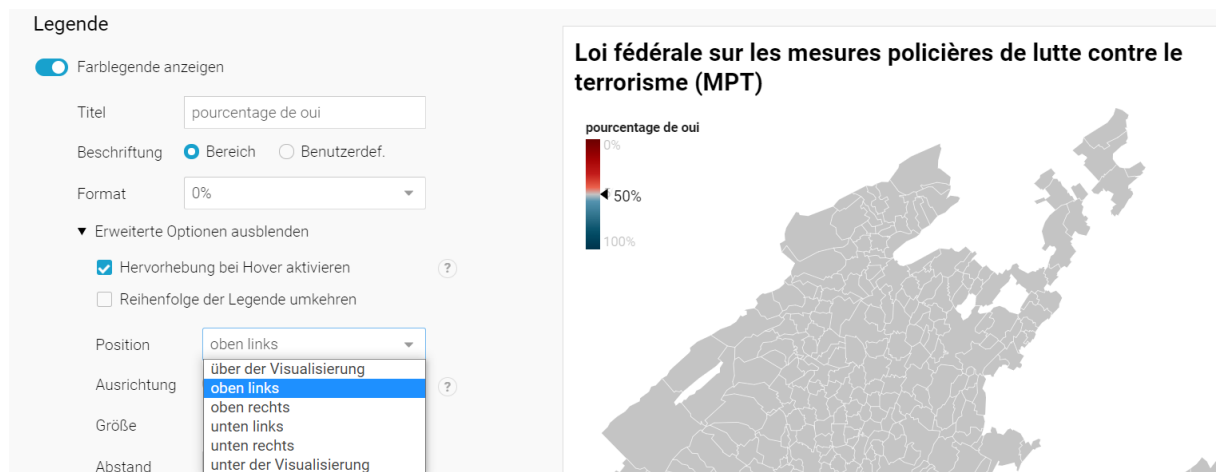 Legende
Farblegende anzeigen
Titel pourcentage de oui
Beschriftung Bereich Benutzerdef.
Format 0%
▼ Erweiterte Optionen ausblenden
Hervorhebung bei Hover aktivieren ?
Reihenfolge der Legende umkehren
Position oben links
über der Visualisierung
Ausrichtung oben links ?
oben rechts
Größe unten links
unten rechts
Abstand unter der Visualisierung
Loi fédérale sur les mesures policières de lutte contre le
terrorisme (MPT)
pourcentage de oui
0%
50%
100%